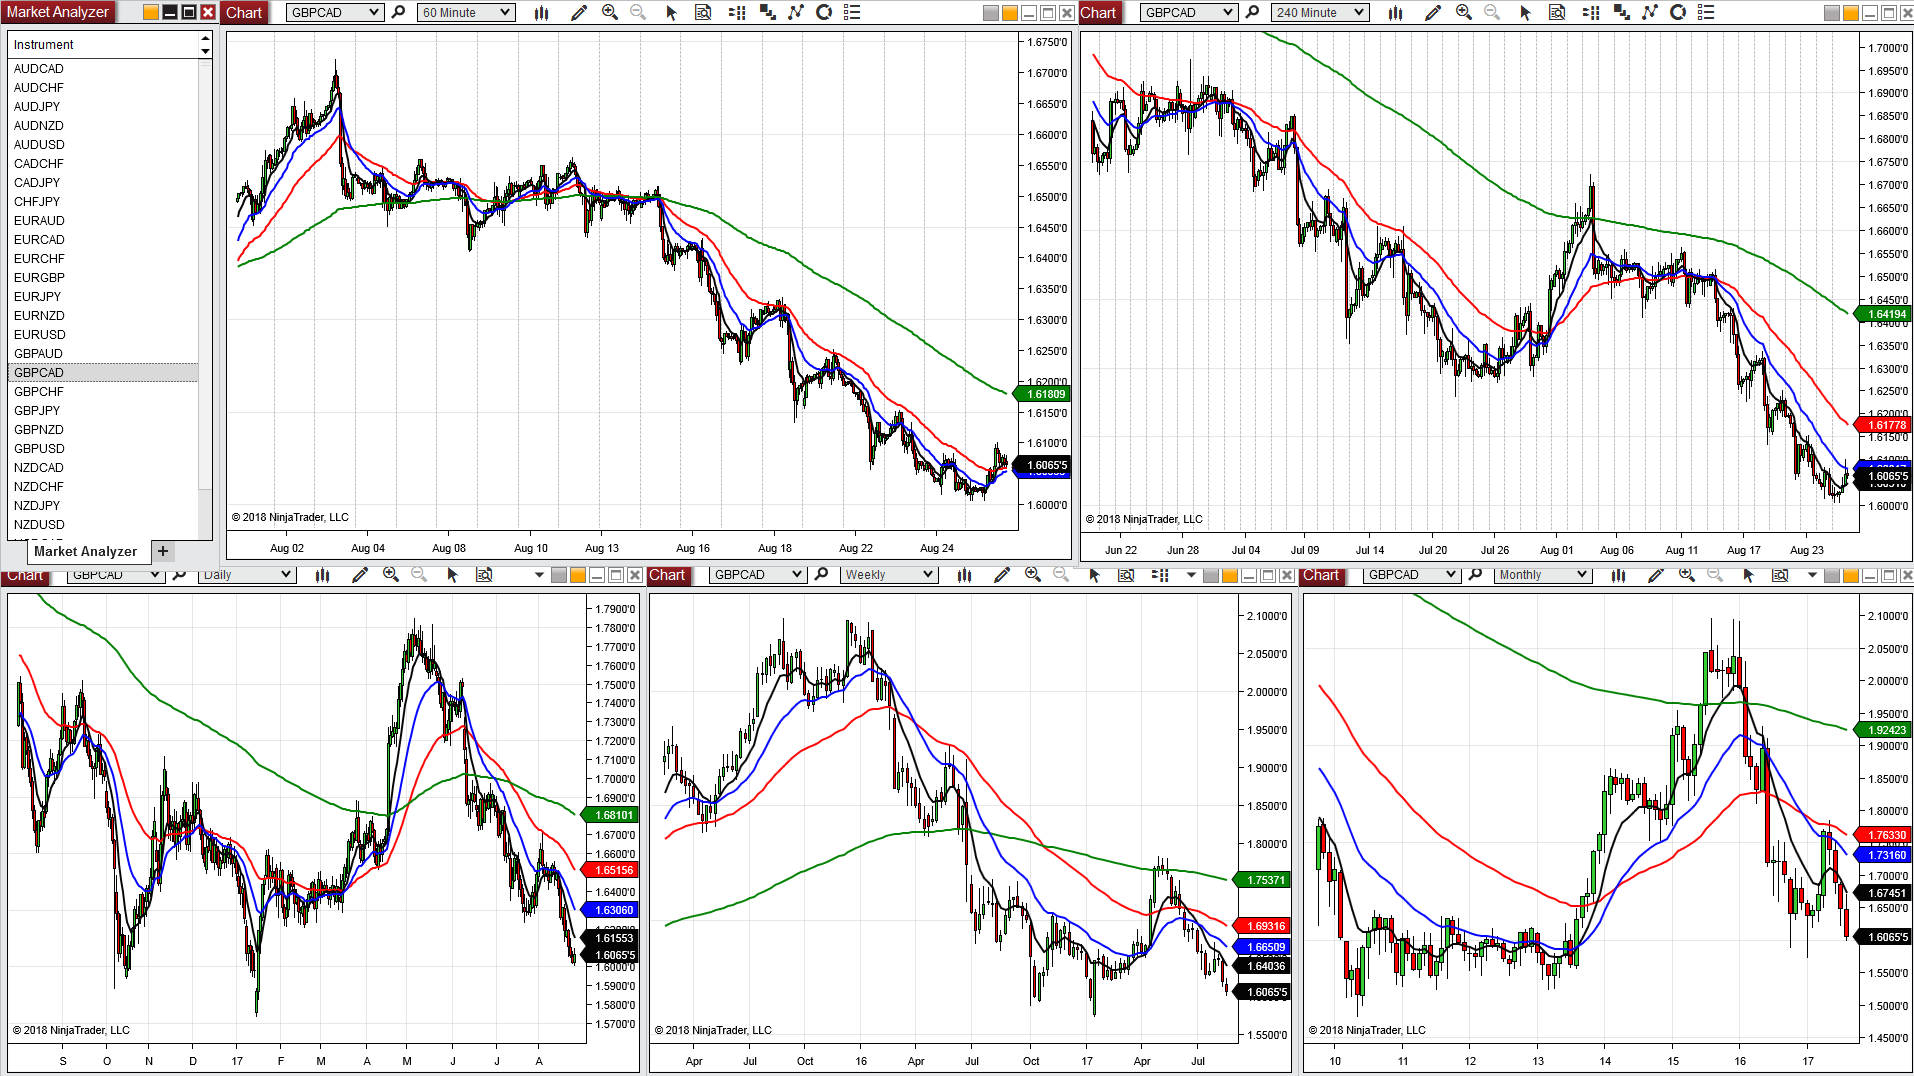 Market Analyzer
Instrument
AUDCAD
AUDCHF
AUDJPY
AUDNZD
AUDUSD
CADCHF
CADJPY
CHFJPY
EURAUD
EURCAD
EURCHF
EURGBP
EURJPY
EURNZD
EURUSD
GBPAUD
GBPCAD
GBPCHF
GBPJPY
GBPNZD
GBPUSD
NZDCAD
NZDCHF
NZDJPY
NZDUSD
Market Analyzer +
Chart GBPCAD 60 Minute
1.6750'0
1.6700'0
1.6650'0
1.6600'0
1.6550'0
1.6500'0
1.6450'0
1.6400'0
1.6350'0
1.6300'0
1.6250'0
1.6200'0
1.61809
1.6150'0
1.6100'0
1.6065'5
1.6000'0
© 2018 NinjaTrader, LLC
Aug 02 Aug 04 Aug 08 Aug 10 Aug 13 Aug 16 Aug 18 Aug 22 Aug 24
Chart GBPCAD 240 Minute
1.7000'0
1.6950'0
1.6900'0
1.6850'0
1.6800'0
1.6750'0
1.6700'0
1.6650'0
1.6600'0
1.6550'0
1.6500'0
1.6450'0
1.64194
1.6400'0
1.6350'0
1.6300'0
1.6250'0
1.6200'0
1.61778
1.6150'0
1.6065'5
1.6000'0
© 2018 NinjaTrader, LLC
Jun 22 Jun 28 Jul 04 Jul 09 Jul 14 Jul 20 Jul 26 Aug 01 Aug 06 Aug 11 Aug 17 Aug 23
Chart GBPCAD Daily
1.7900'0
1.7800'0
1.7700'0
1.7600'0
1.7500'0
1.7400'0
1.7300'0
1.7200'0
1.7100'0
1.7000'0
1.6900'0
1.68101
1.6700'0
1.6600'0
1.65156
1.6400'0
1.63060
1.61553
1.6065'5
1.6000'0
1.5900'0
1.5800'0
1.5700'0
© 2018 NinjaTrader, LLC
S O N D 17 F M A M J J A
Chart GBPCAD Weekly
2.1000'0
2.0500'0
2.0000'0
1.9500'0
1.9000'0
1.8500'0
1.8000'0
1.75371
1.69316
1.66509
1.64036
1.6065'5
1.5500'0
© 2018 NinjaTrader, LLC
Apr Jul Oct 16 Apr Jul Oct 17 Apr Jul
Chart GBPCAD Monthly
2.1000'0
2.0500'0
2.0000'0
1.9500'0
1.92423
1.9000'0
1.8500'0
1.8000'0
1.76330
1.73160
1.7000'0
1.67451
1.6500'0
1.6065'5
1.5500'0
1.5000'0
1.4500'0
© 2018 NinjaTrader, LLC
10 11 12 13 14 15 16 17